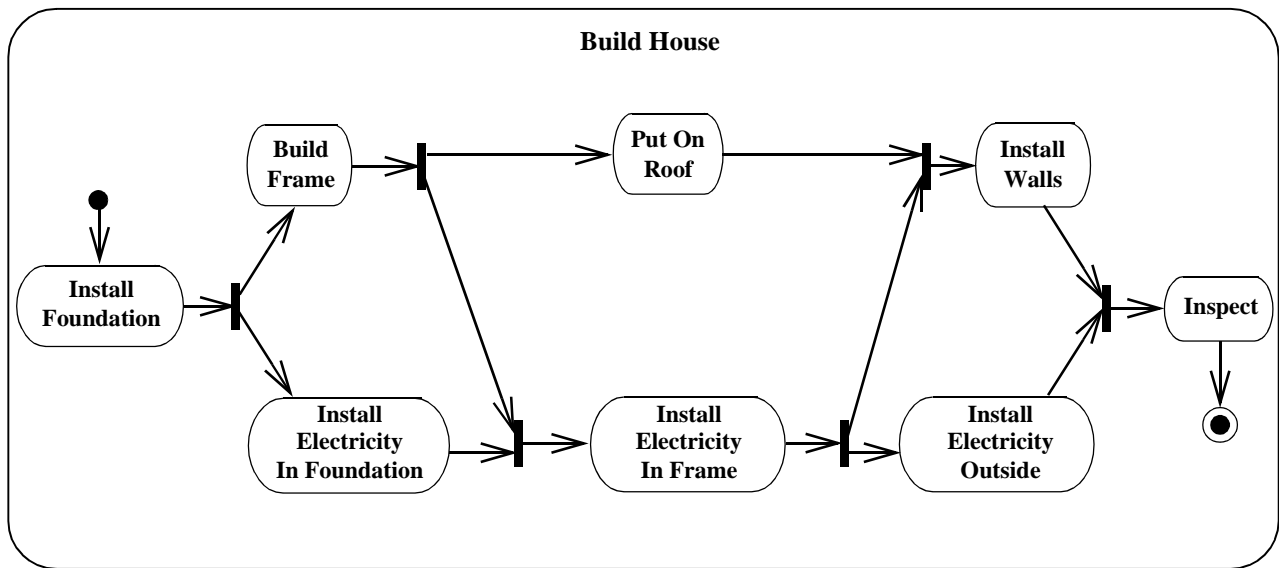 Build House
Build
Frame
Put On
Roof
Install
Walls
Install
Foundation
Inspect
Install
Electricity
In Foundation
Install
Electricity
In Frame
Install
Electricity
Outside